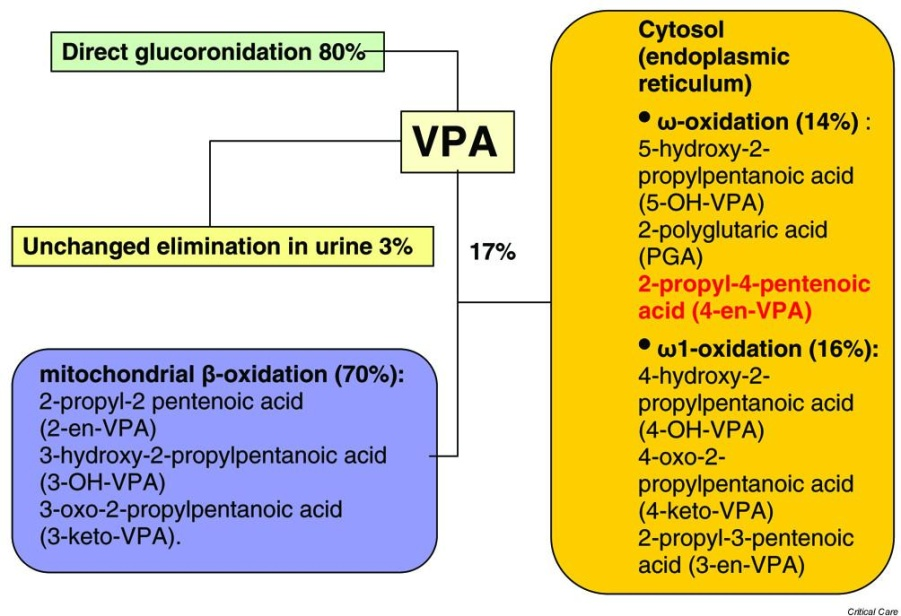 Direct glucoronidation 80%
VPA
Unchanged elimination in urine 3%
17%
mitochondrial β-oxidation (70%):
2-propyl-2 pentenoic acid
(2-en-VPA)
3-hydroxy-2-propylpentanoic acid
(3-OH-VPA)
3-oxo-2-propylpentanoic acid
(3-keto-VPA).
Cytosol
(endoplasmic
reticulum)
• ω-oxidation (14%) :
5-hydroxy-2-
propylpentanoic acid
(5-OH-VPA)
2-polyglutaric acid
(PGA)
2-propyl-4-pentenoic
acid (4-en-VPA)
• ω1-oxidation (16%):
4-hydroxy-2-
propylpentanoic acid
(4-OH-VPA)
4-oxo-2-
propylpentanoic acid
(4-keto-VPA)
2-propyl-3-pentenoic
acid (3-en-VPA)
Critical Care